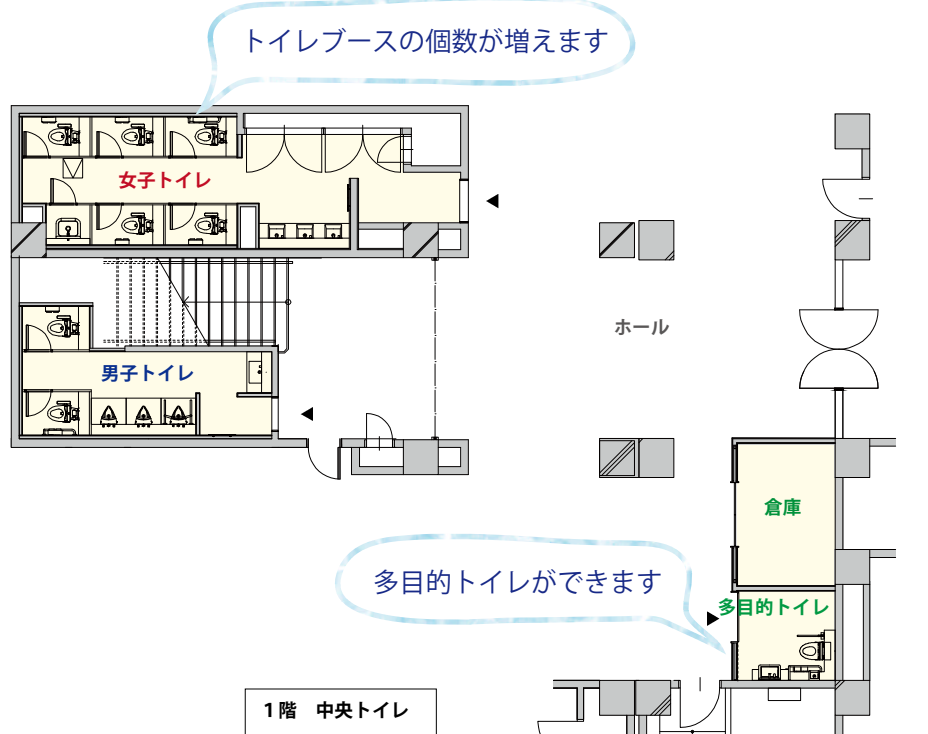 トイレブースの個数が増えます
女子トイレ
ホール
男子トイレ
倉庫
多目的トイレができます
多目的トイレ
1階　中央トイレ